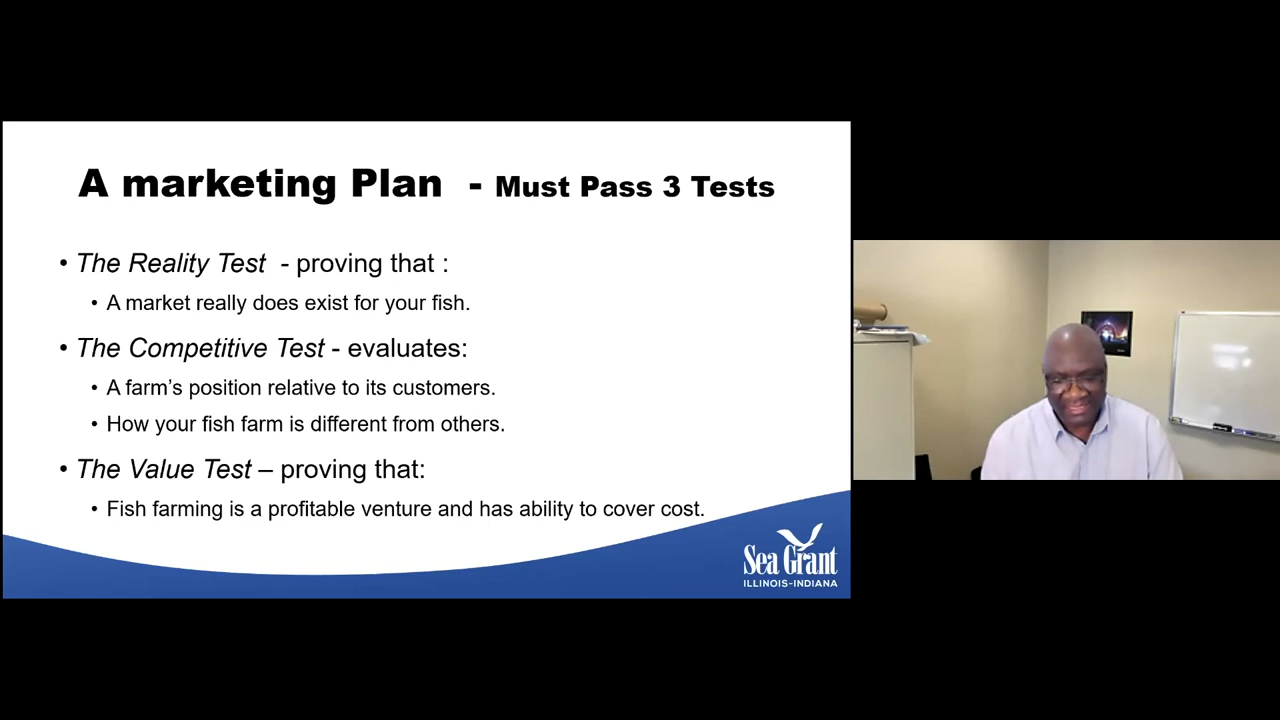 A marketing Plan - Must Pass 3 Tests
• The Reality Test - proving that :
• A market really does exist for your fish.
• The Competitive Test - evaluates:
• A farm's position relative to its customers.
• How your fish farm is different from others.
• The Value Test – proving that:
• Fish farming is a profitable venture and has ability to cover cost.
Sea Grant
ILLINOIS-INDIANA